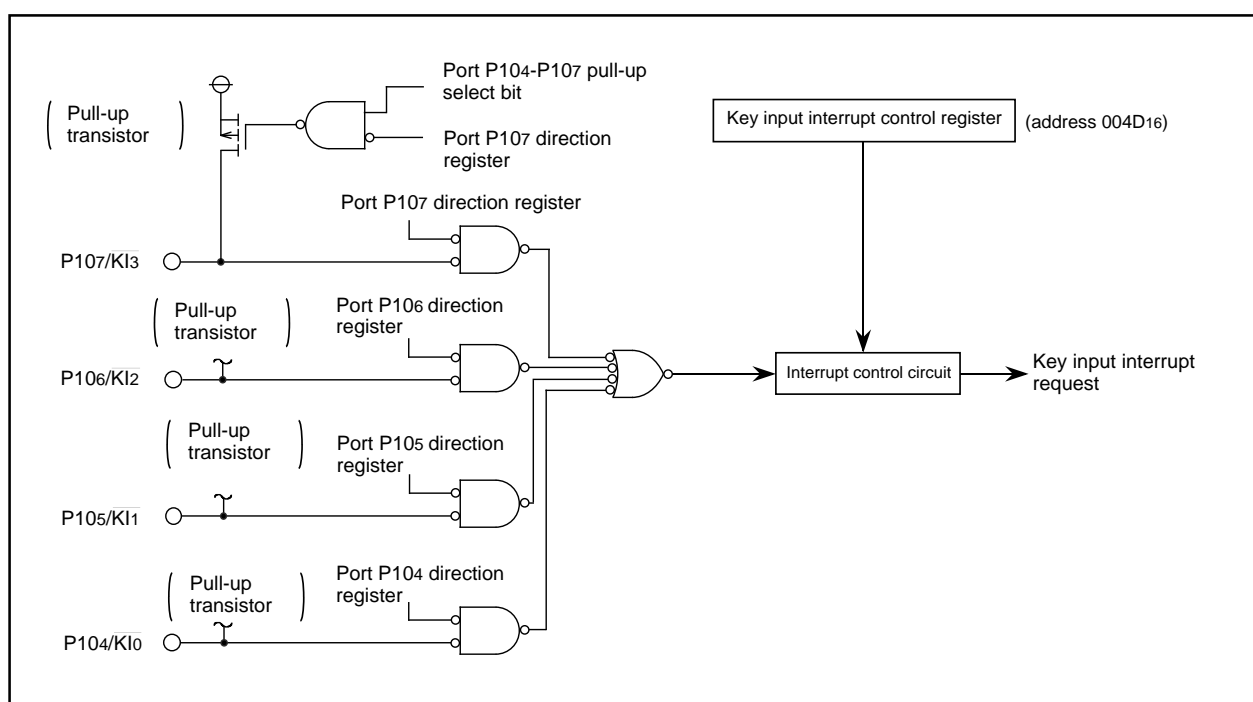 Port P104-P107 pull-up
select bit
( Pull-up
transistor )
Port P107 direction
register
Key input interrupt control register
(address 004D16)
Port P107 direction register
P107/KI3
( Pull-up
transistor )
Port P106 direction
register
P106/KI2
Interrupt control circuit
Key input interrupt
request
( Pull-up
transistor )
Port P105 direction
register
P105/KI1
( Pull-up
transistor )
Port P104 direction
register
P104/KI0